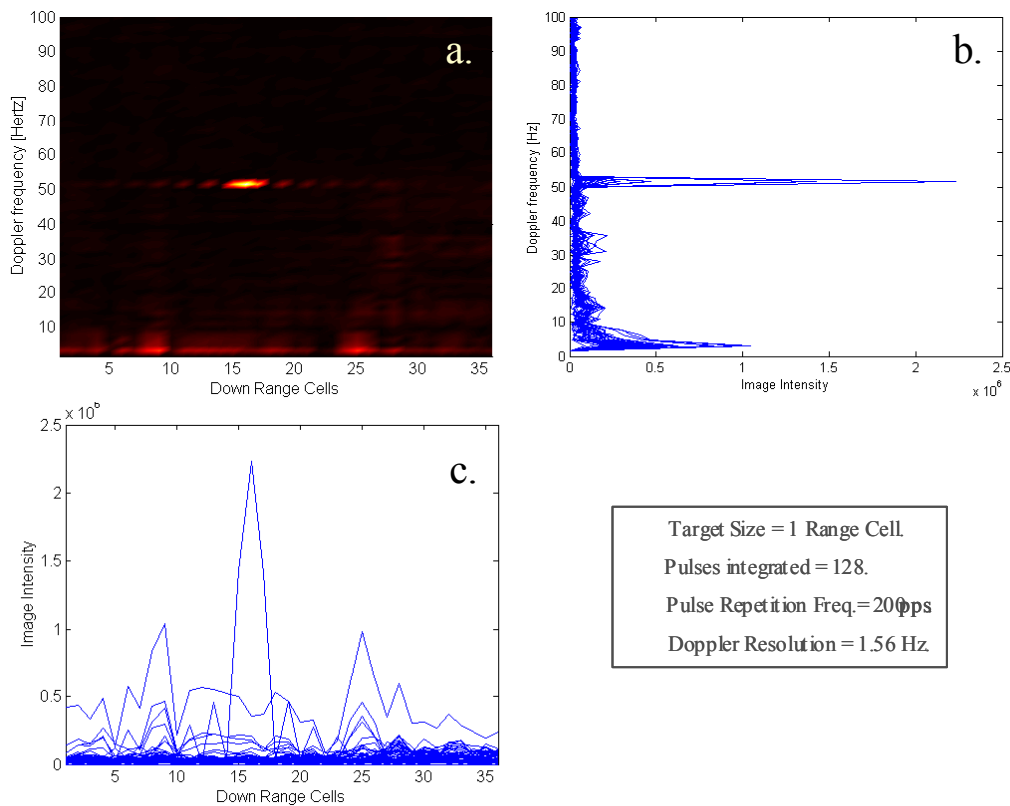 a.
100
90
80
70
60
50
40
30
20
10
Doppler frequency [Hertz]
5 10 15 20 25 30 35
Down Range Cells
b.
100
90
80
70
60
50
40
30
20
10
0
Doppler frequency [Hz]
0 0.5 1 1.5 2 2.5
Image Intensity
x 10^6
c.
x 10^6
2.5
2
1.5
1
0.5
0
Image Intensity
5 10 15 20 25 30 35
Down Range Cells
Target Size = 1 Range Cell.
Pulses integrated = 128.
Pulse Repetition Freq.= 200pps.
Doppler Resolution = 1.56 Hz.